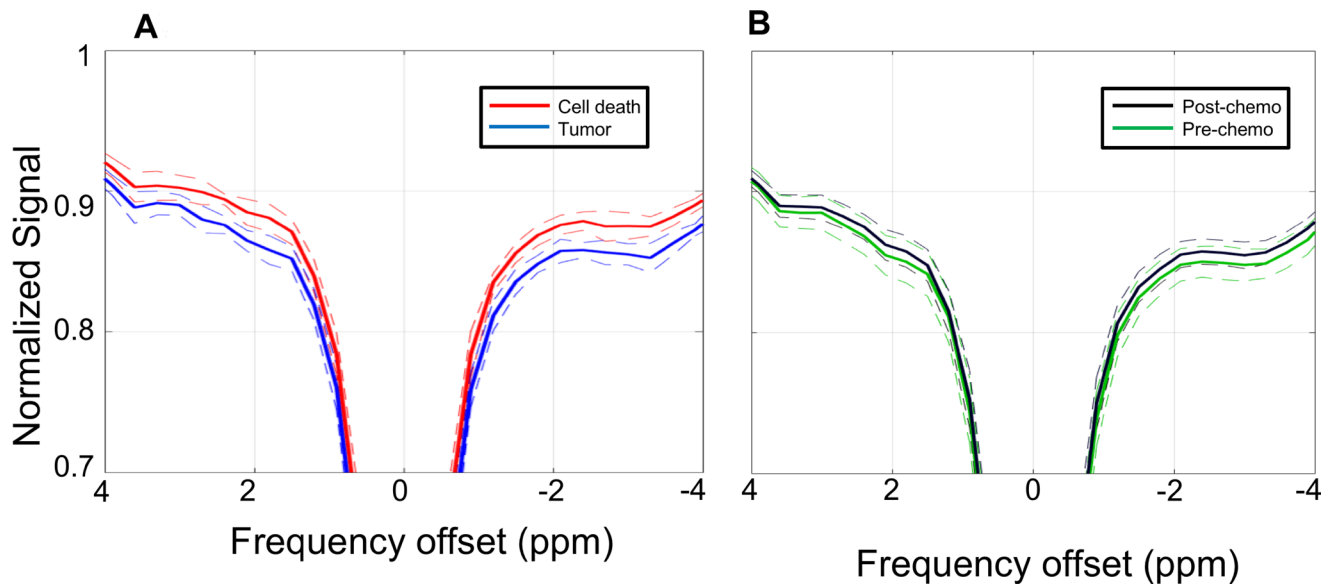 A
B
1
0.9
0.8
0.7
Normalized Signal
Cell death
Tumor
Post-chemo
Pre-chemo
4 2 0 -2 -4
4 2 0 -2 -4
Frequency offset (ppm)
Frequency offset (ppm)